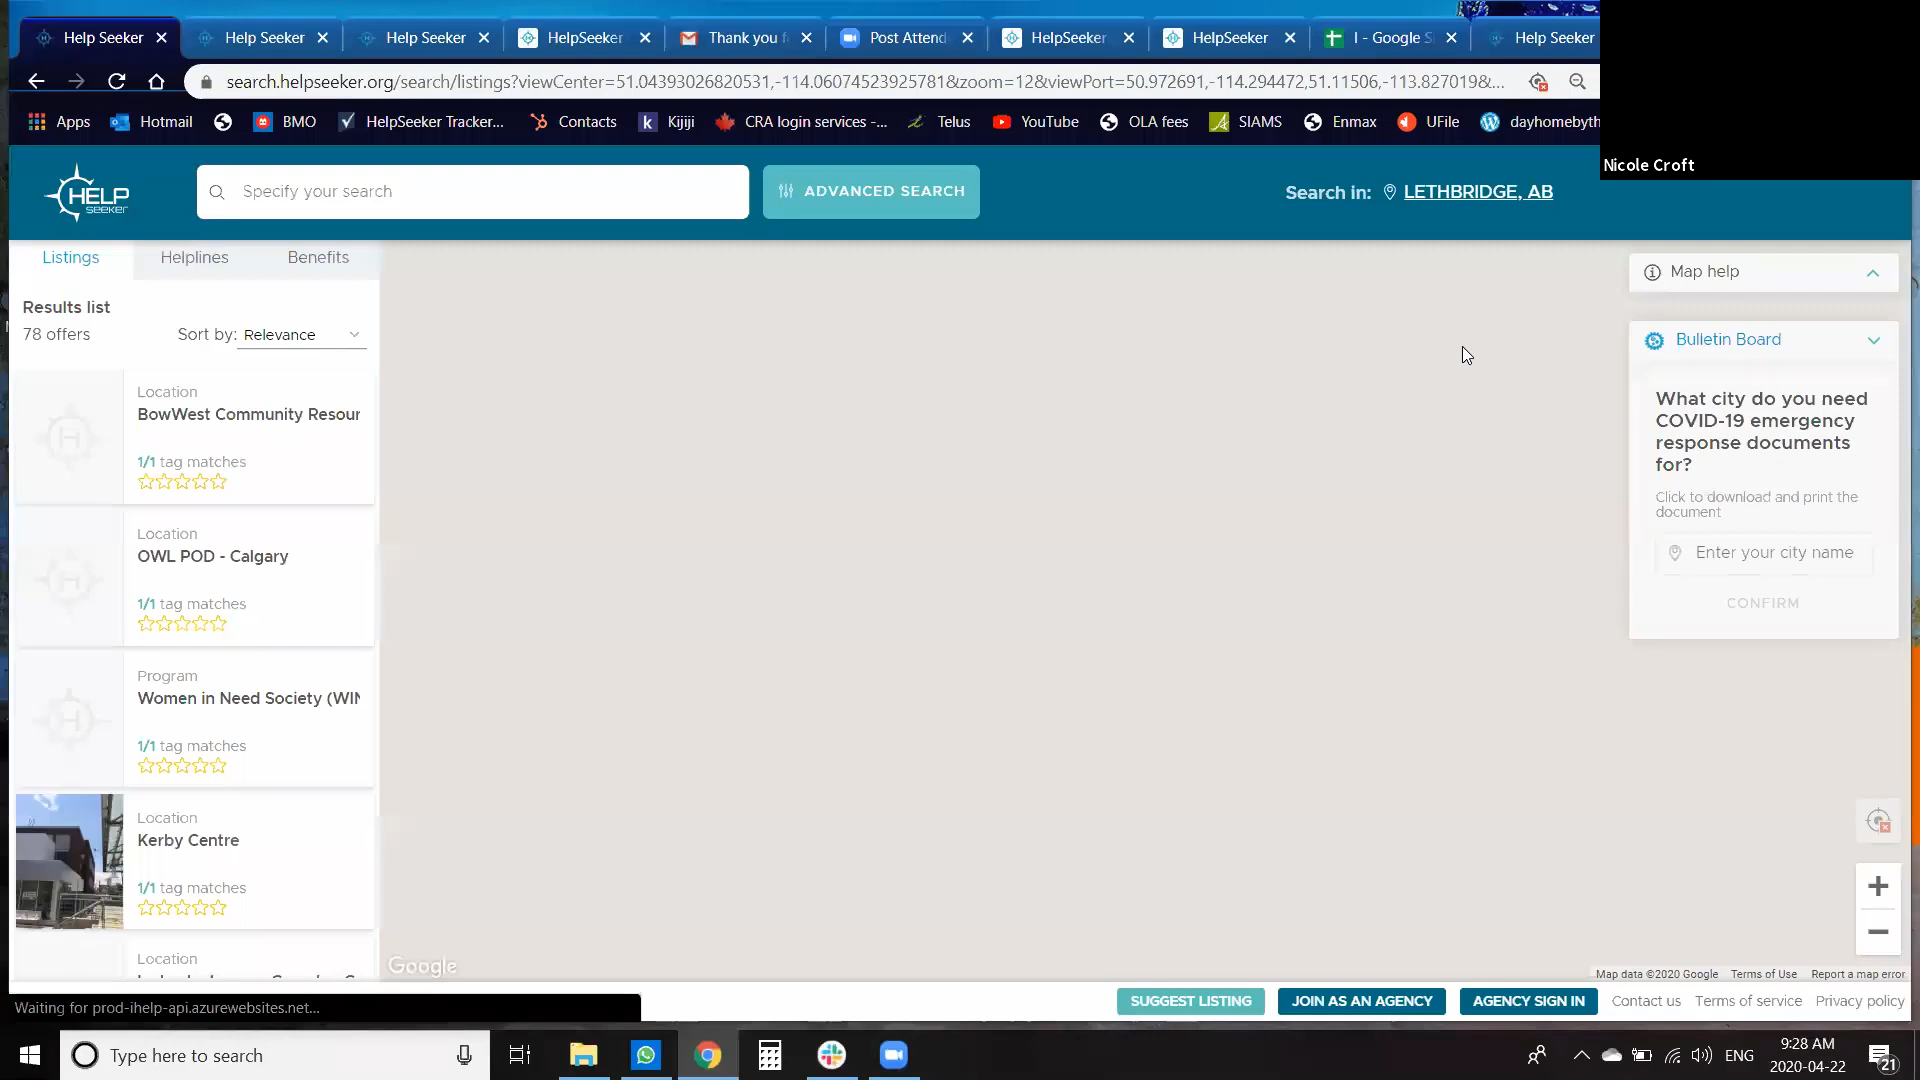 Help Seeker
Help Seeker
Help Seeker
HelpSeeker
Thank you f
Post Attend
HelpSeeker
HelpSeeker
I - Google S
Help Seeker
search.helpseeker.org/search/listings?viewCenter=51.04393026820531,-114.06074523925781&zoom=12&viewPort=50.972691,-114.294472,51.11506,-113.827019&...
Apps
Hotmail
BMO
HelpSeeker Tracker...
Contacts
Kijiji
CRA login services -...
Telus
YouTube
OLA fees
SIAMS
Enmax
UFile
dayhomebyth
Nicole Croft
HELP
seeker
Specify your search
ADVANCED SEARCH
Search in: LETHBRIDGE, AB
Listings
Helplines
Benefits
Results list
78 offers
Sort by: Relevance
Location
BowWest Community Resour
1/1 tag matches
Location
OWL POD - Calgary
1/1 tag matches
Program
Women in Need Society (WIN
1/1 tag matches
Location
Kerby Centre
1/1 tag matches
Location
Map help
Bulletin Board
What city do you need
COVID-19 emergency
response documents
for?
Click to download and print the
document
Enter your city name
CONFIRM
Google
Map data ©2020 Google
Terms of Use
Report a map error
Waiting for prod-ihelp-api.azurewebsites.net...
SUGGEST LISTING
JOIN AS AN AGENCY
AGENCY SIGN IN
Contact us
Terms of service
Privacy policy
Type here to search
ENG
9:28 AM
2020-04-22
21